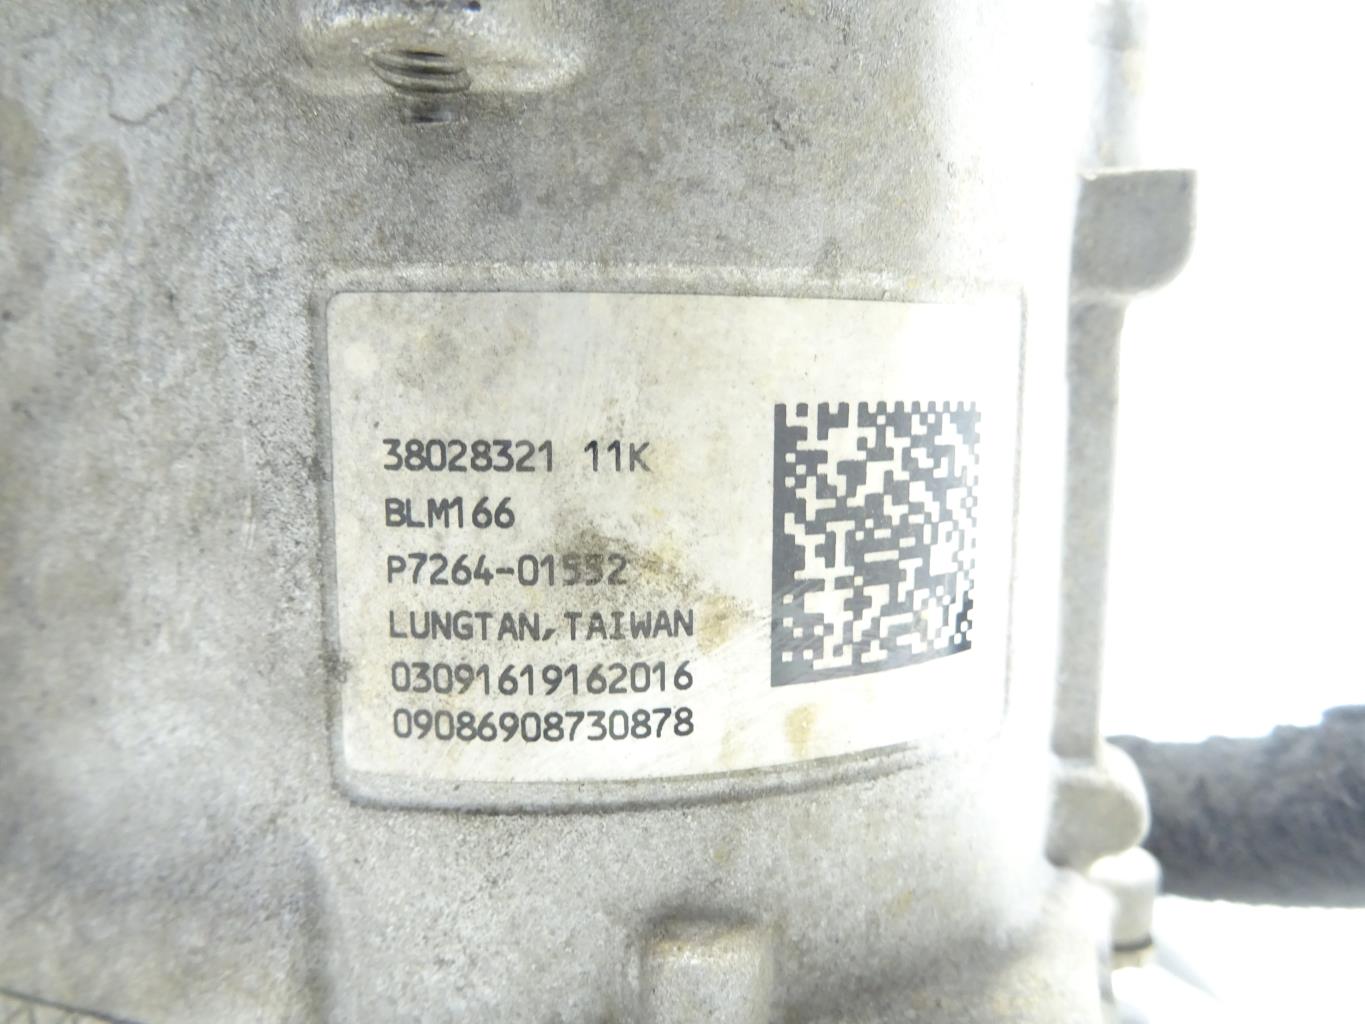 38028321 11K
BLM166
P7264-01552
LUNGTAN, TAIWAN
03091619162016
09086908730878